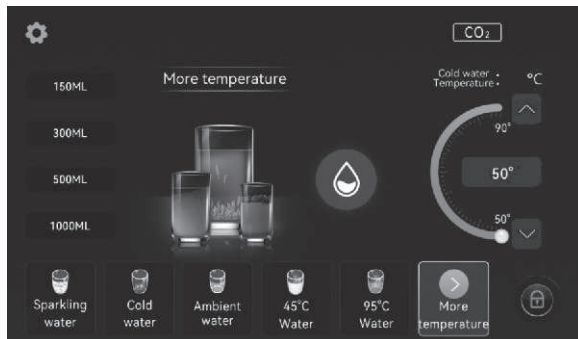 CO₂
More temperature
Cold water :
Temperature :
°C
150ML
300ML
500ML
1000ML
90°
50°
50°
Sparkling
water
Cold
water
Ambient
water
45°C
Water
95°C
Water
More
temperature